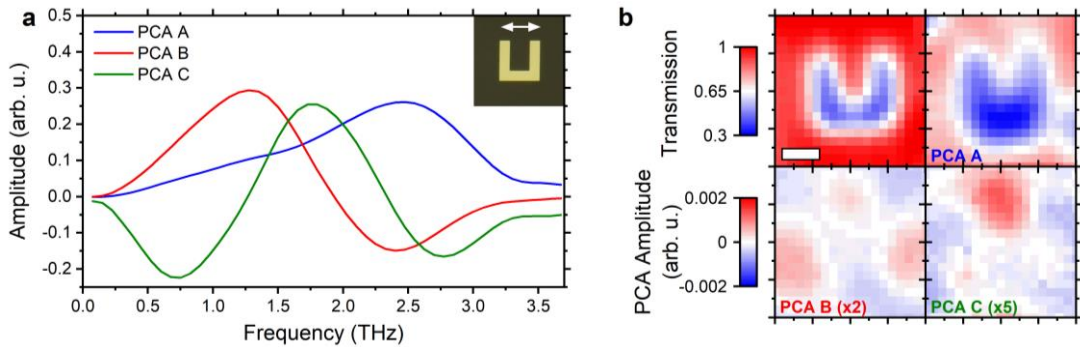 a
b
0.5
0.4
0.3
0.2
0.1
0.0
-0.1
-0.2
Amplitude (arb. u.)
PCA A
PCA B
PCA C
0.0 0.5 1.0 1.5 2.0 2.5 3.0 3.5
Frequency (THz)
Transmission
1
0.65
0.3
PCA A
PCA Amplitude
(arb. u.)
0.002
0
-0.002
PCA B (x2)
PCA C (x5)